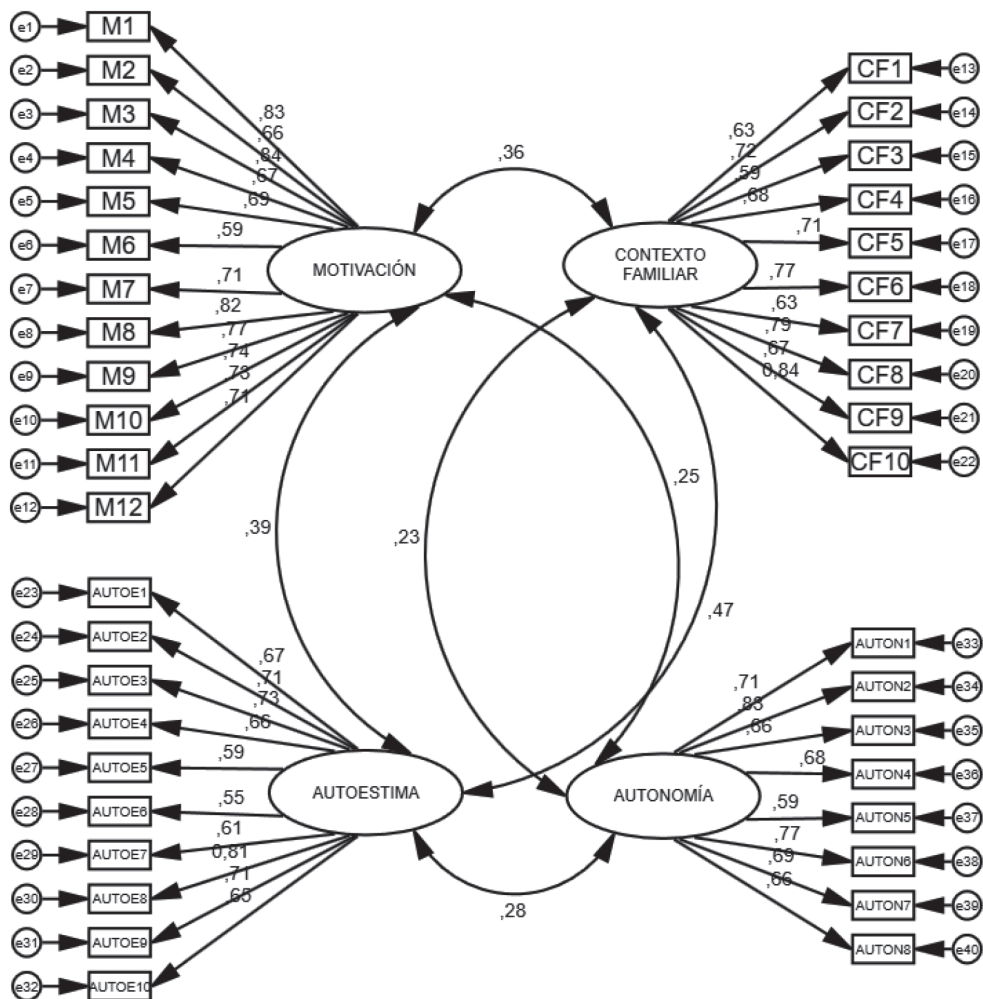 e1 M1
e2 M2
e3 M3
e4 M4
e5 M5
e6 M6
e7 M7
e8 M8
e9 M9
e10 M10
e11 M11
e12 M12
,83
,66
,84
,67
,69
,59
,71
,82
,77
,74
,73
,71
MOTIVACIÓN
,36
CONTEXTO
FAMILIAR
,63
,72
,59
,68
,71
,77
,63
,79
,67
0,84
CF1 e13
CF2 e14
CF3 e15
CF4 e16
CF5 e17
CF6 e18
CF7 e19
CF8 e20
CF9 e21
CF10 e22
,39
,23
,25
,47
e23 AUTOE1
e24 AUTOE2
e25 AUTOE3
e26 AUTOE4
e27 AUTOE5
e28 AUTOE6
e29 AUTOE7
e30 AUTOE8
e31 AUTOE9
e32 AUTOE10
,67
,71
,73
,66
,59
,55
,61
0,81
,71
,65
AUTOESTIMA
,28
AUTONOMÍA
,71
,83
,66
,68
,59
,77
,69
,66
AUTON1 e33
AUTON2 e34
AUTON3 e35
AUTON4 e36
AUTON5 e37
AUTON6 e38
AUTON7 e39
AUTON8 e40